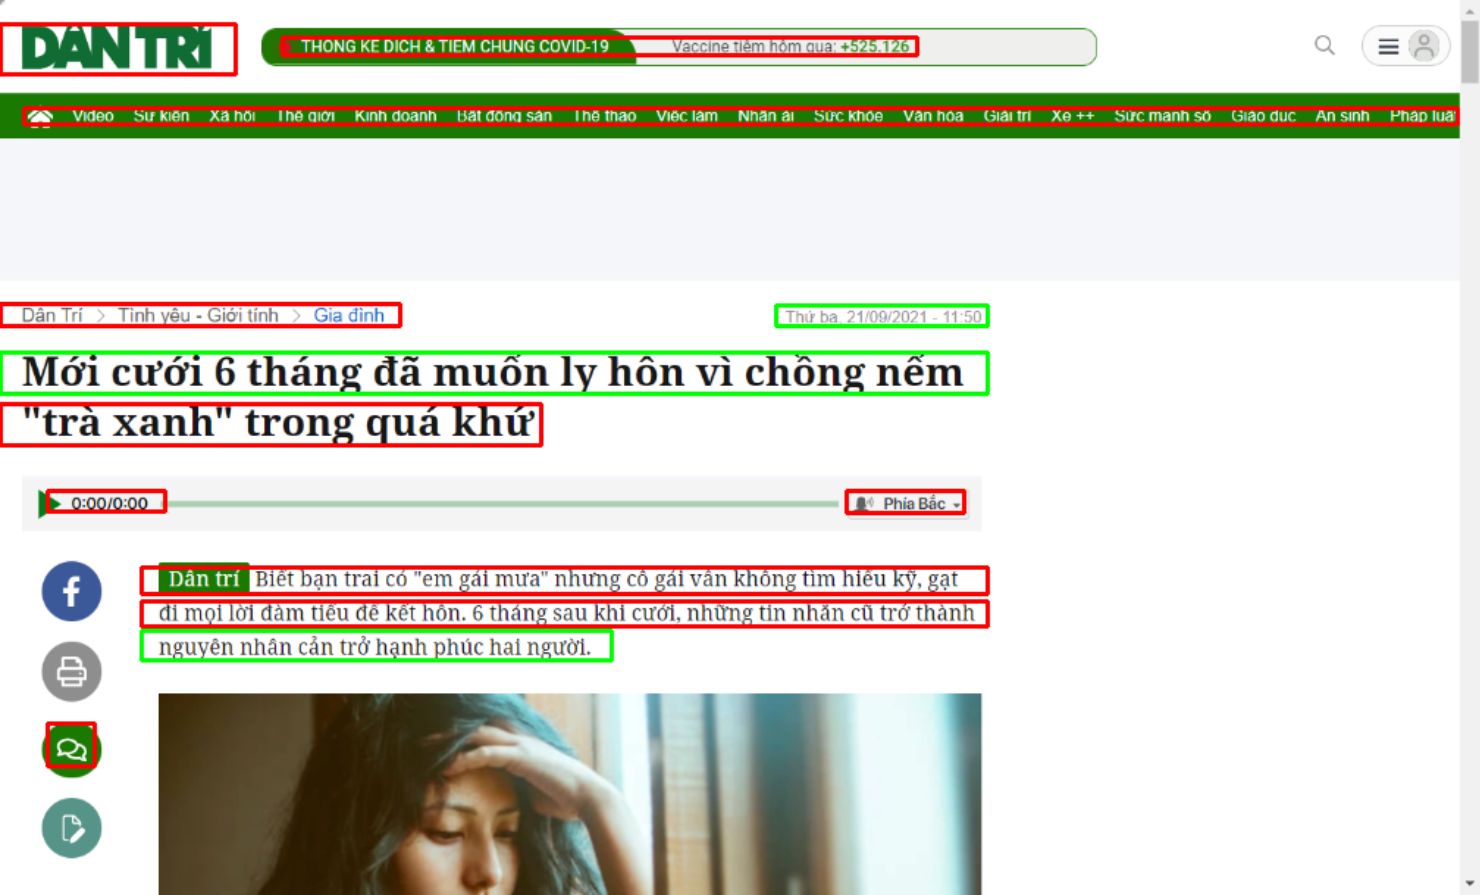 DÂN TRÍ
THỐNG KÊ DỊCH & TIÊM CHỦNG COVID-19 Vaccine tiêm hôm qua: +525.126
Video Sự kiện Xã hội Thế giới Kinh doanh Bất động sản Thể thao Việc làm Nhân ái Sức khỏe Văn hóa Giải trí Xe ++ Sức mạnh số Giáo dục An sinh Pháp luật
Dân Trí > Tình yêu - Giới tính > Gia đình
Thứ ba, 21/09/2021 - 11:50
Mới cưới 6 tháng đã muốn ly hôn vì chồng nếm
"trà xanh" trong quá khứ
0:00/0:00 Phía Bắc
Dân trí Biết bạn trai có "em gái mưa" nhưng cô gái vẫn không tìm hiểu kỹ, gạt
đi mọi lời đàm tiếu để kết hôn. 6 tháng sau khi cưới, những tin nhắn cũ trở thành
nguyên nhân cản trở hạnh phúc hai người.